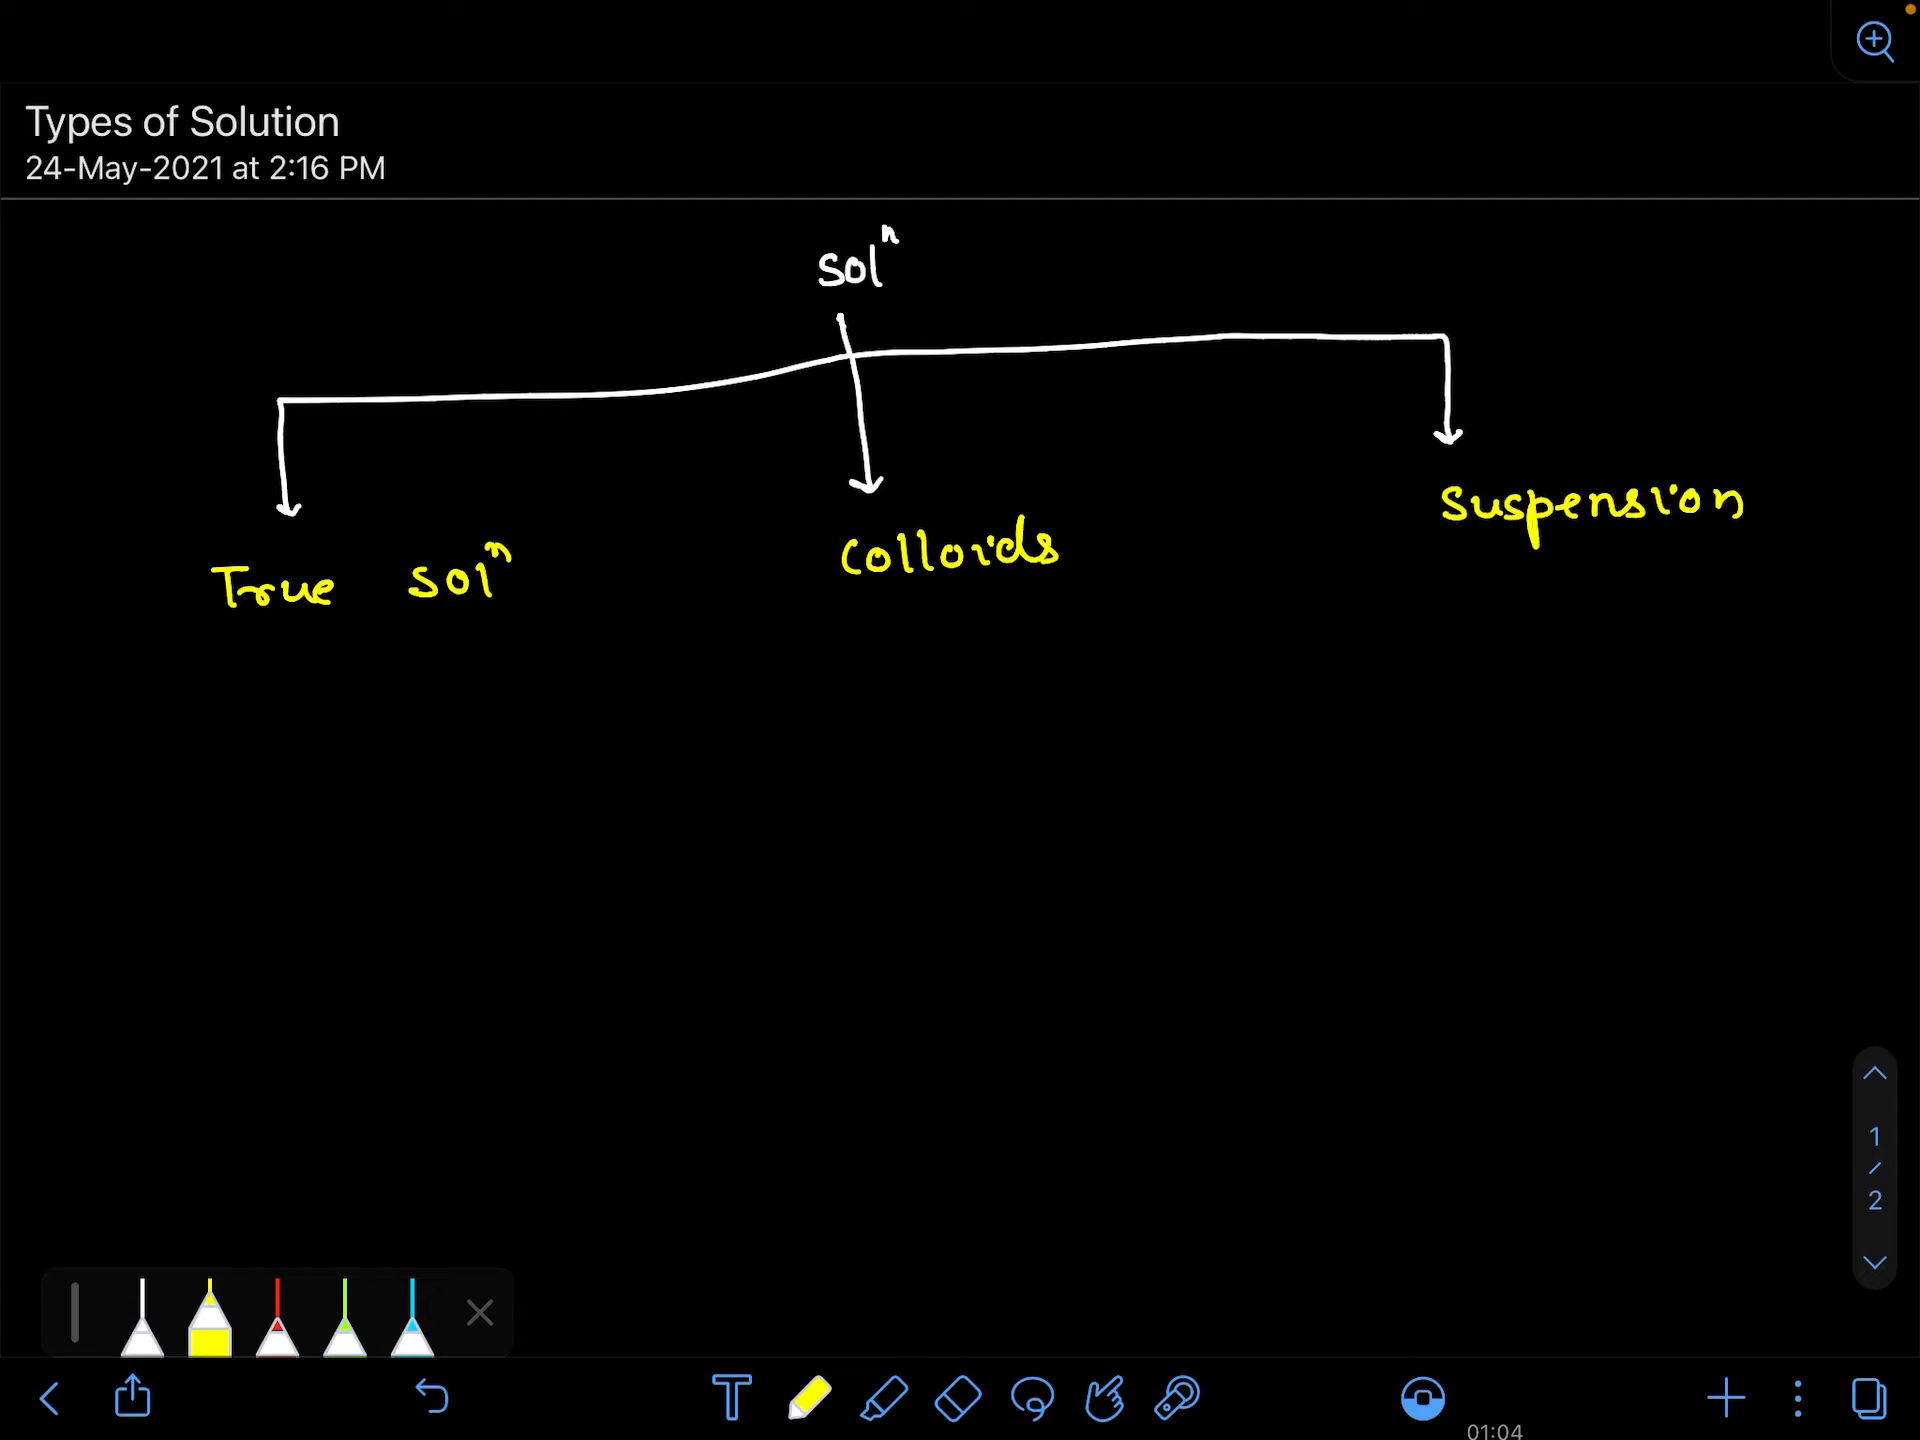 Types of Solution
24-May-2021 at 2:16 PM
Solⁿ
True Solⁿ
Colloids
Suspension
1
/
2
01:04